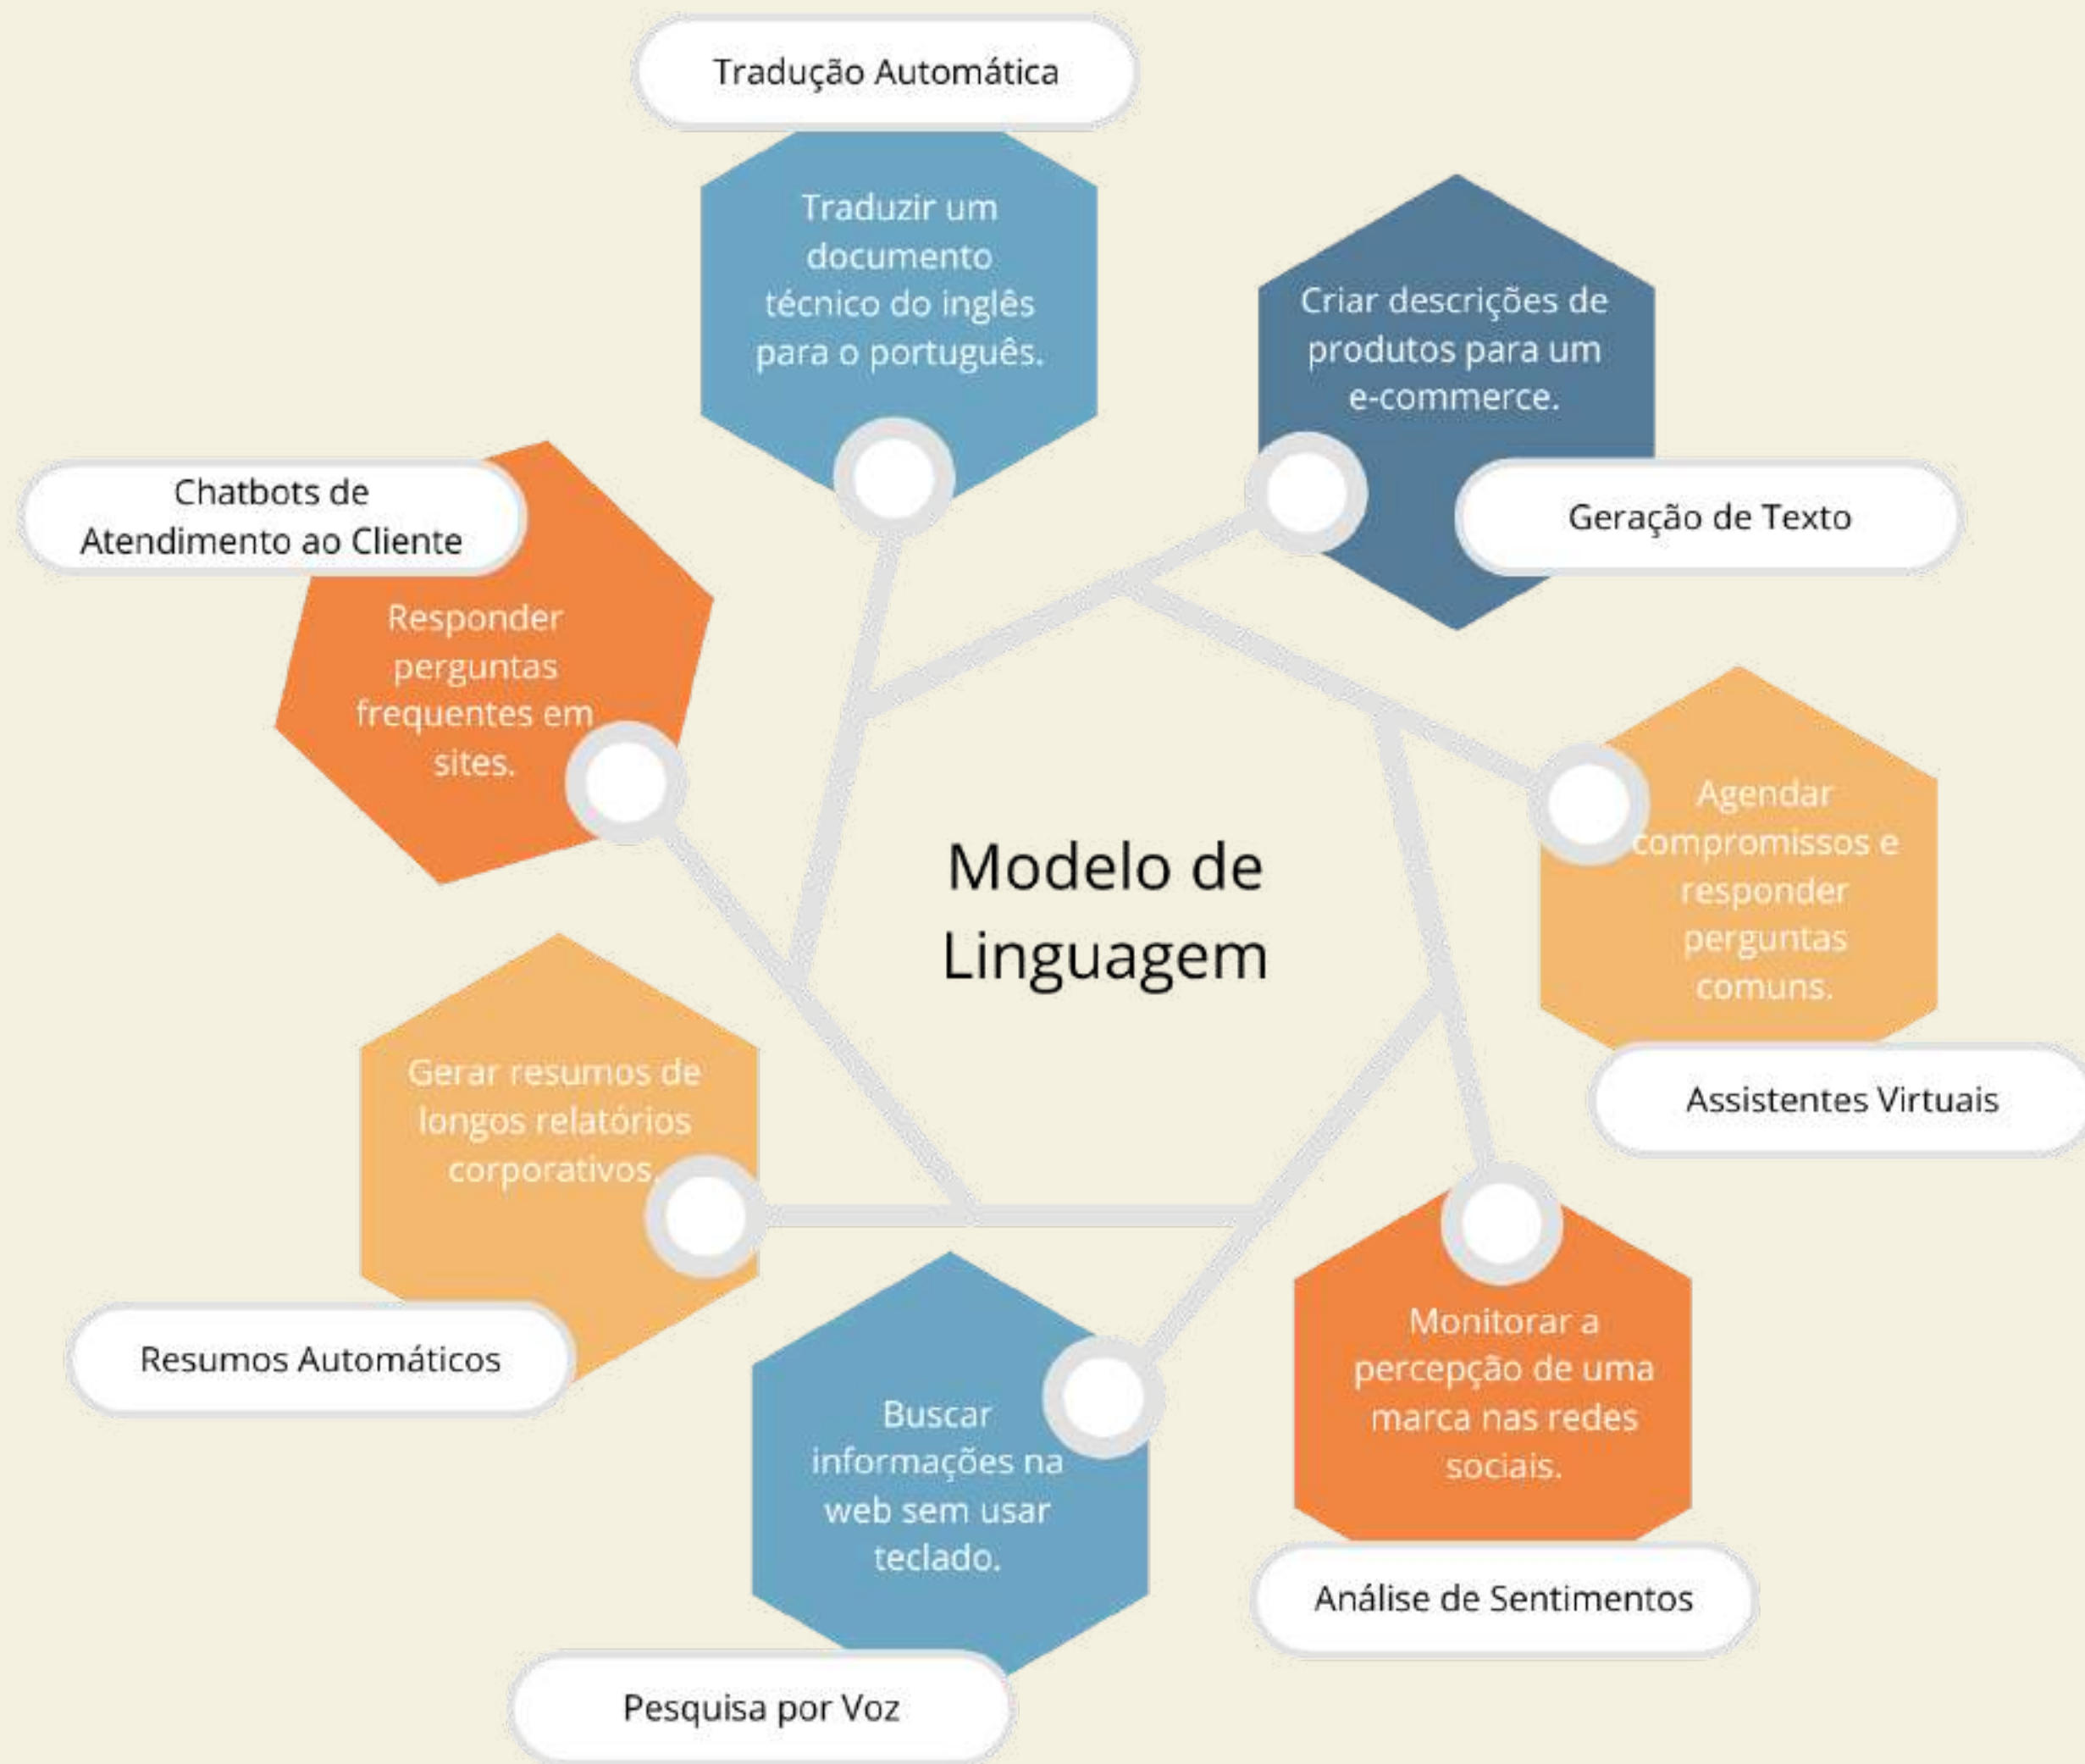 Tradução Automática
Traduzir um
documento
técnico do inglês
para o português.
Criar descrições de
produtos para um
e-commerce.
Geração de Texto
Chatbots de
Atendimento ao Cliente
Responder
perguntas
frequentes em
sites.
Modelo de
Linguagem
Agendar
compromissos e
responder
perguntas
comuns.
Assistentes Virtuais
Gerar resumos de
longos relatórios
corporativos.
Resumos Automáticos
Monitorar a
percepção de uma
marca nas redes
sociais.
Análise de Sentimentos
Buscar
informações na
web sem usar
teclado.
Pesquisa por Voz